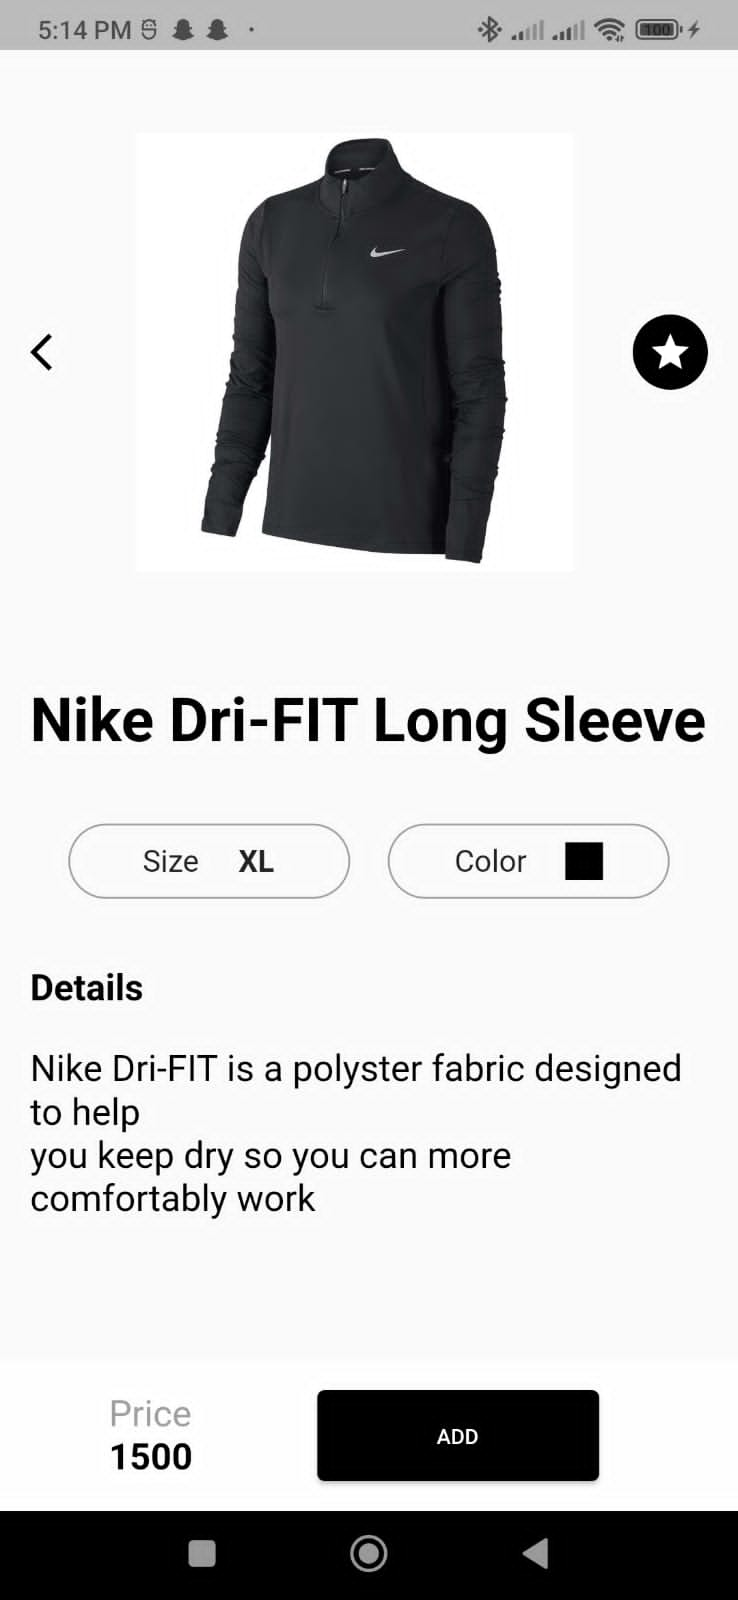 5:14 PM
100
Nike Dri-FIT Long Sleeve
Size XL
Color
Details
Nike Dri-FIT is a polyster fabric designed
to help
you keep dry so you can more
comfortably work
Price
1500
ADD